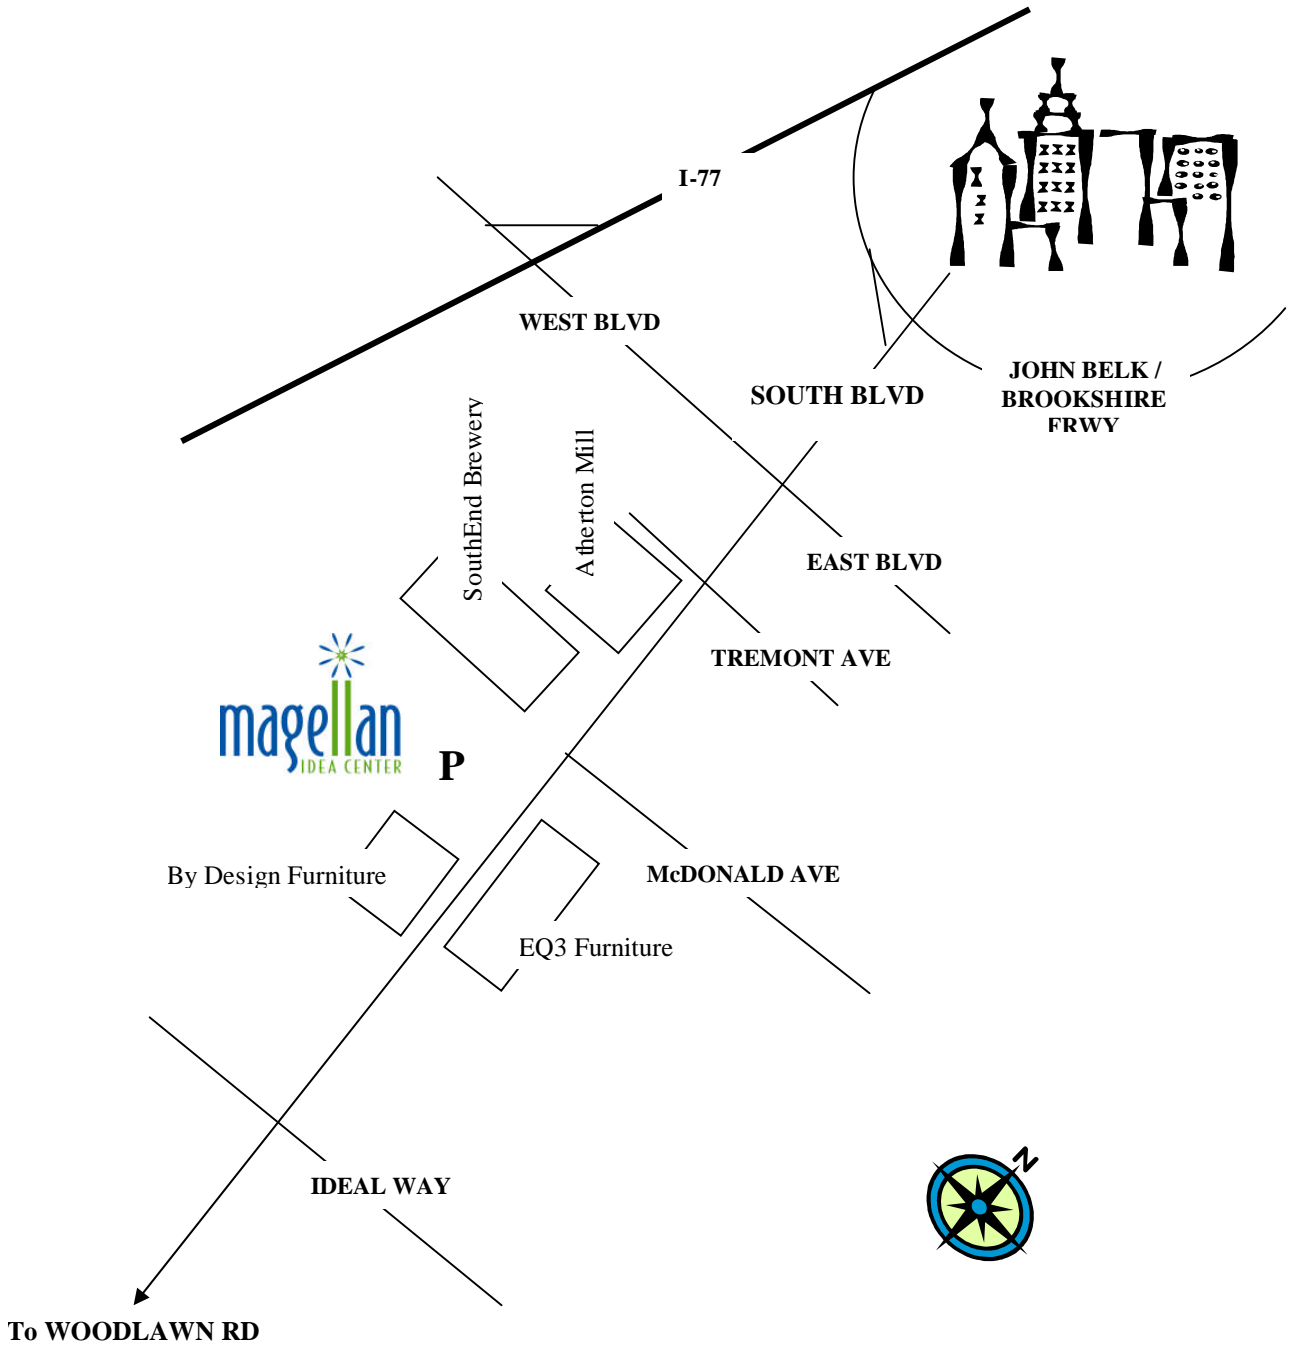 I-77
WEST BLVD
JOHN BELK /
BROOKSHIRE
FRWY
SOUTH BLVD
SouthEnd Brewery
Atherton Mill
EAST BLVD
TREMONT AVE
magellan
IDEA CENTER
P
By Design Furniture
McDONALD AVE
EQ3 Furniture
N
IDEAL WAY
To WOODLAWN RD